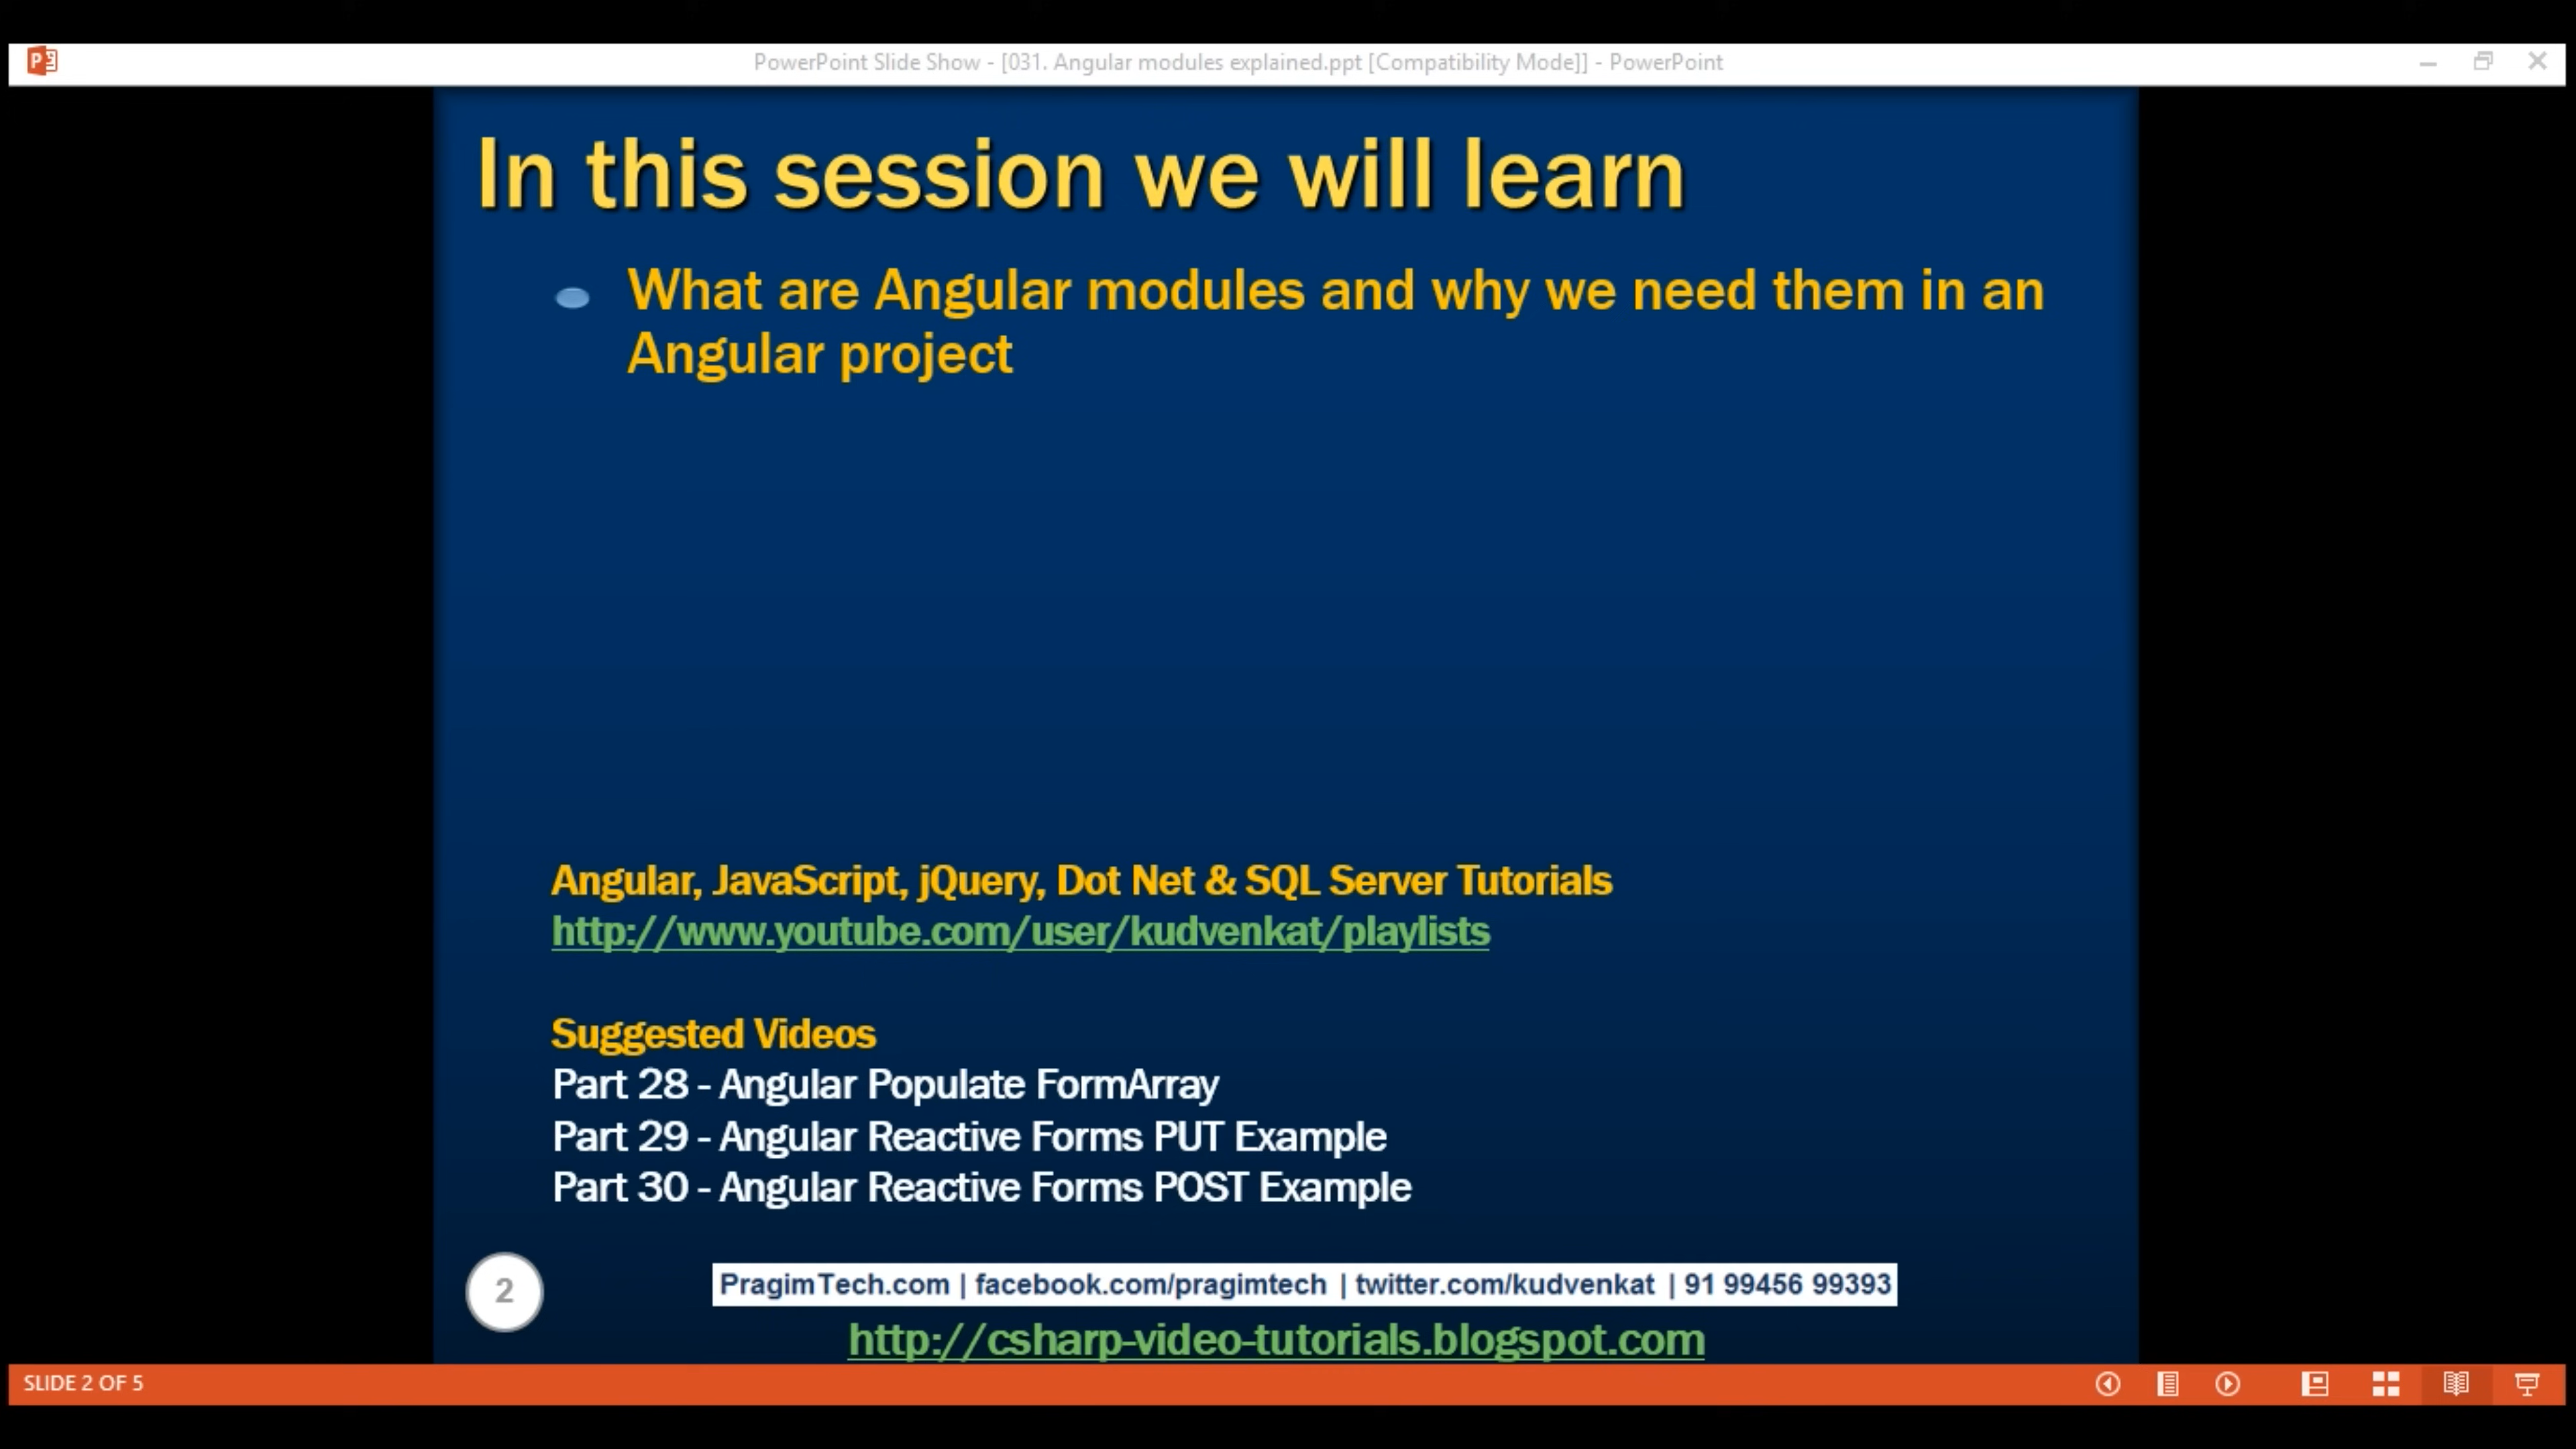 PowerPoint Slide Show - [031. Angular modules explained.ppt [Compatibility Mode]] - PowerPoint
In this session we will learn
What are Angular modules and why we need them in an
Angular project
Angular, JavaScript, jQuery, Dot Net & SQL Server Tutorials
http://www.youtube.com/user/kudvenkat/playlists
Suggested Videos
Part 28 - Angular Populate FormArray
Part 29 - Angular Reactive Forms PUT Example
Part 30 - Angular Reactive Forms POST Example
2
PragimTech.com | facebook.com/pragimtech | twitter.com/kudvenkat | 91 99456 99393
http://csharp-video-tutorials.blogspot.com
SLIDE 2 OF 5